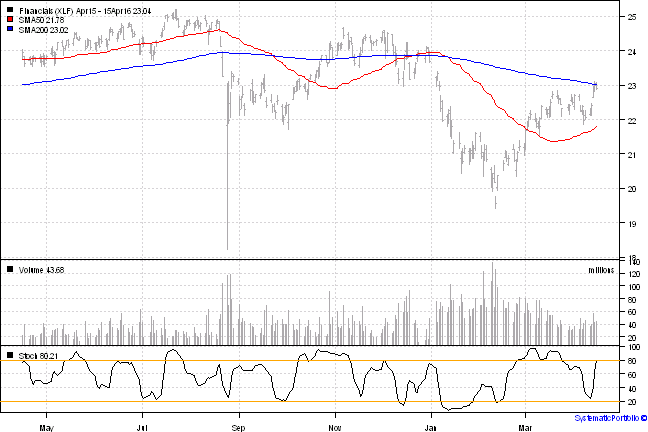 Financials (XLF) Apr15 - 15Apr16 23.04
SMA50 21.78
SMA200 23.02
25
24
23
22
21
20
19
18
Volume 43.68
millions
140
120
100
80
60
40
20
Stoch 80.21
100
80
60
40
20
May Jul Sep Nov Jan Mar
SystematicPortfolio ©